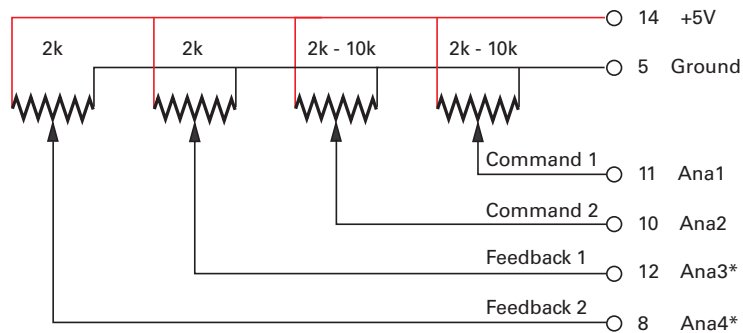 14 +5V
2k 2k 2k - 10k 2k - 10k
5 Ground
Command 1
11 Ana1
Command 2
10 Ana2
Feedback 1
12 Ana3*
Feedback 2
8 Ana4*